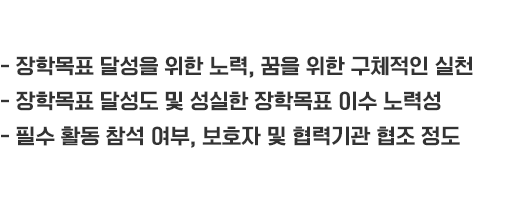 - 장학목표 달성을 위한 노력, 꿈을 위한 구체적인 실천
- 장학목표 달성도 및 성실한 장학목표 이수 노력성
- 필수 활동 참석 여부, 보호자 및 협력기관 협조 정도